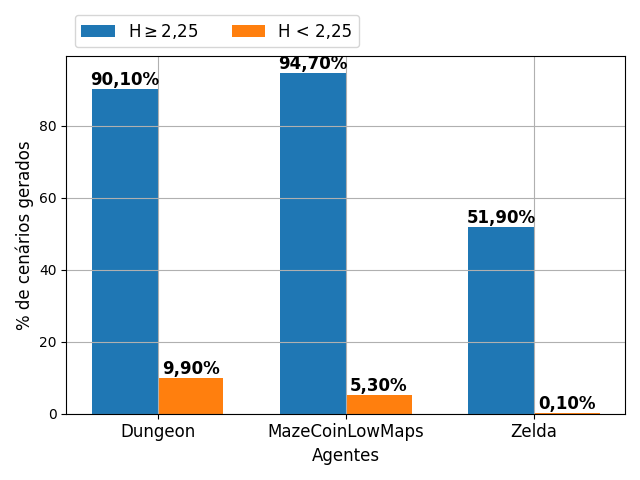 H ≥ 2,25
H < 2,25
90,10%
94,70%
51,90%
9,90%
5,30%
0,10%
80
60
40
20
0
% de cenários gerados
Dungeon
MazeCoinLowMaps
Zelda
Agentes